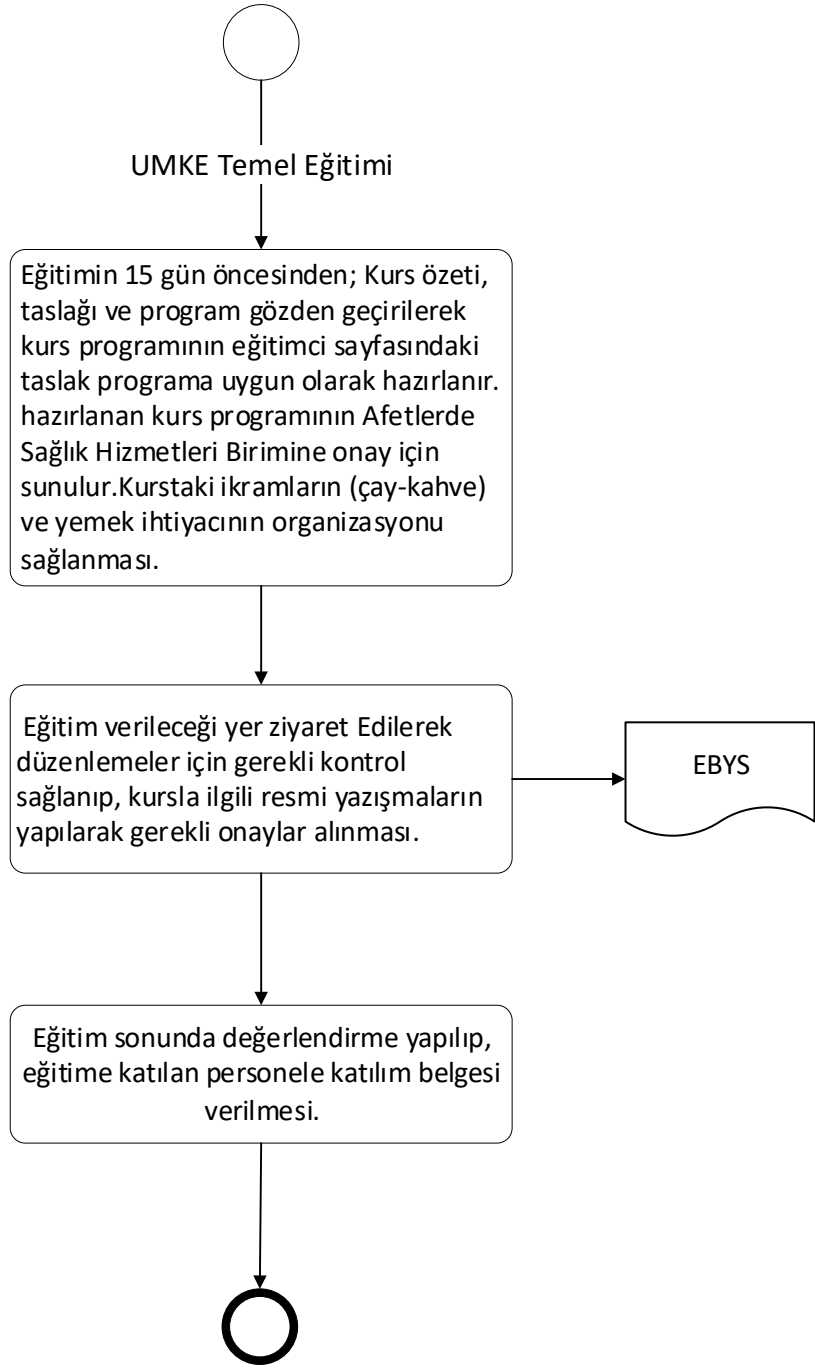 UMKE Temel Eğitimi
Eğitimin 15 gün öncesinden; Kurs özeti,
taslağı ve program gözden geçirilerek
kurs programının eğitimci sayfasındaki
taslak programa uygun olarak hazırlanır.
hazırlanan kurs programının Afetlerde
Sağlık Hizmetleri Birimine onay için
sunulur.Kurstaki ikramların (çay-kahve)
ve yemek ihtiyacının organizasyonu
sağlanması.
Eğitim verileceği yer ziyaret Edilerek
düzenlemeler için gerekli kontrol
sağlanıp, kursla ilgili resmi yazışmaların
yapılarak gerekli onaylar alınması.
EBYS
Eğitim sonunda değerlendirme yapılıp,
eğitime katılan personele katılım belgesi
verilmesi.